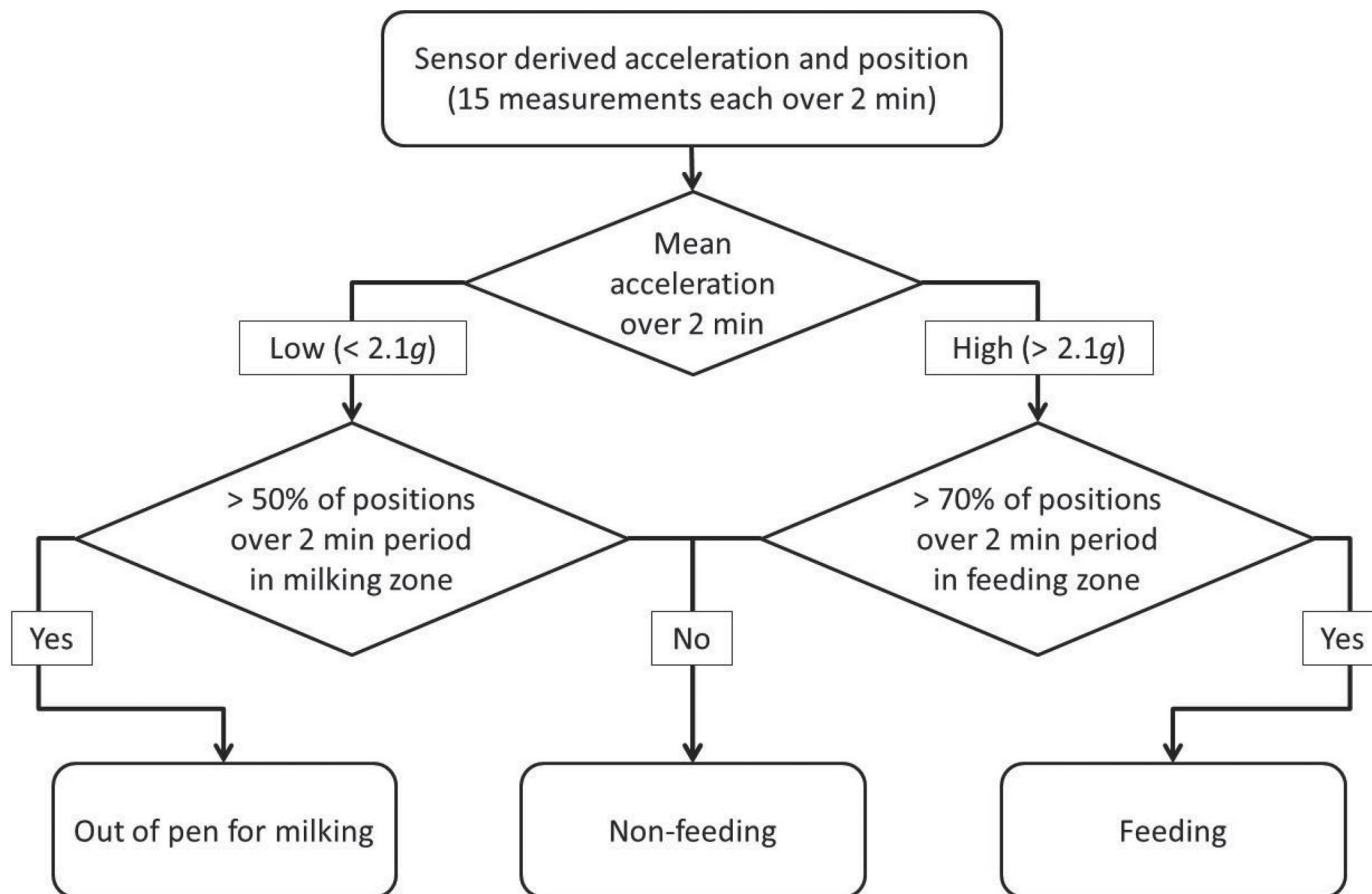 Sensor derived acceleration and position
(15 measurements each over 2 min)
Mean
acceleration
over 2 min
Low (< 2.1g)
High (> 2.1g)
> 50% of positions
over 2 min period
in milking zone
> 70% of positions
over 2 min period
in feeding zone
Yes
No
Yes
Out of pen for milking
Non-feeding
Feeding